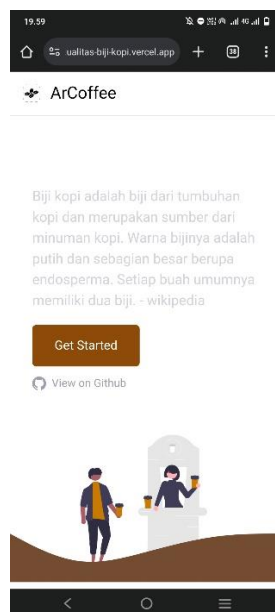 19.59
4G
ualitas-biji-kopi.vercel.app
38
ArCoffee
Biji kopi adalah biji dari tumbuhan
kopi dan merupakan sumber dari
minuman kopi. Warna bijinya adalah
putih dan sebagian besar berupa
endosperma. Setiap buah umumnya
memiliki dua biji. - wikipedia
Get Started
View on Github